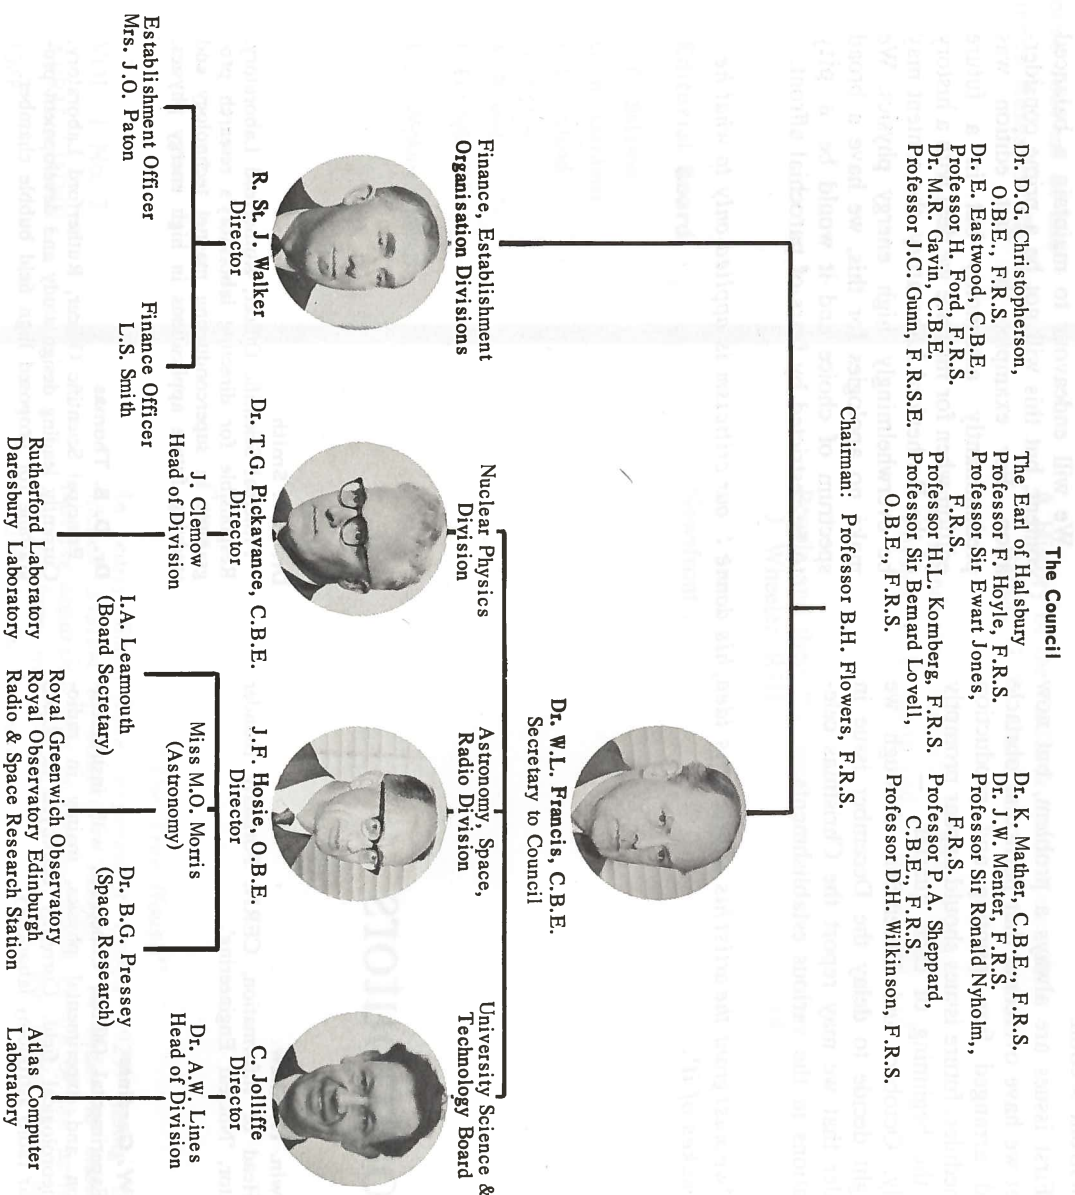 The Council
Dr. D.G. Christopherson,
O.B.E., F.R.S.
Dr. E. Eastwood, C.B.E.
Professor H. Ford, F.R.S.
Dr. M.R. Gavin, C.B.E.
Professor J.C. Gunn, F.R.S.E.
The Earl of Halsbury
Professor F. Hoyle, F.R.S.
Professor Sir Ewart Jones,
F.R.S.
Professor H.L. Kornberg, F.R.S.
Professor Sir Bernard Lovell,
O.B.E., F.R.S.
Dr. K. Mather, C.B.E., F.R.S.
Dr. J.W. Menter, F.R.S.
Professor Sir Ronald Nyholm,,
F.R.S.
Professor P.A. Sheppard,
C.B.E., F.R.S.
Professor D.H. Wilkinson, F.R.S.
Chairman: Professor B.H. Flowers, F.R.S.
Dr. W.L. Francis, C.B.E.
Secretary to Council
Finance, Establishment
Organisation Divisions
R. St. J. Walker
Director
Establishment Officer
Mrs. J.O. Paton
Finance Officer
L.S. Smith
Nuclear Physics
Division
Dr. T.G. Pickavance, C.B.E.
Director
J. Clemow
Head of Division
Rutherford Laboratory
Daresbury Laboratory
Astronomy, Space,
Radio Division
J.F. Hosie, O.B.E.
Director
Miss M.O. Morris
(Astronomy)
I.A. Learmouth
(Board Secretary)
Dr. B.G. Pressey
(Space Research)
Royal Greenwich Observatory
Royal Observatory Edinburgh
Radio & Space Research Station
University Science &
Technology Board
C. Jolliffe
Director
Dr. A.W. Lines
Head of Division
Atlas Computer
Laboratory